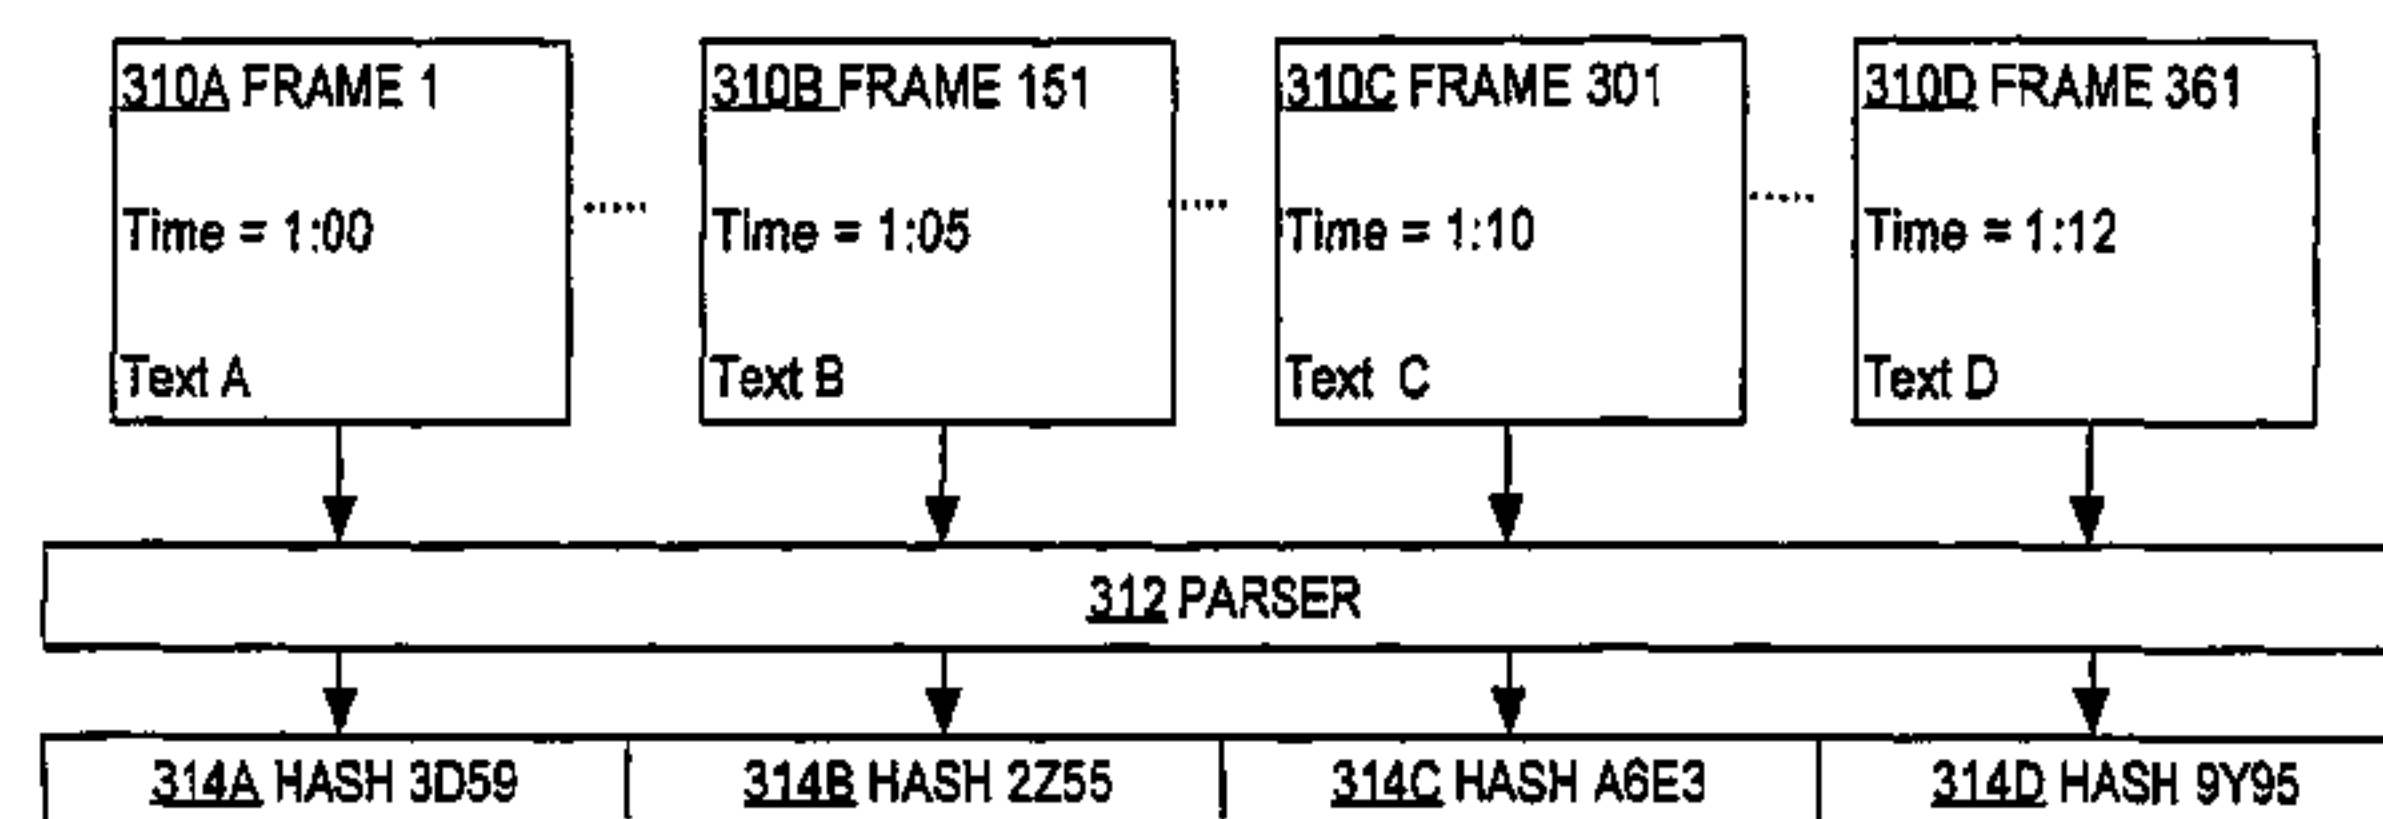 310A FRAME 1
Time = 1:00
Text A
310B FRAME 151
Time = 1:05
Text B
310C FRAME 301
Time = 1:10
Text C
310D FRAME 361
Time = 1:12
Text D
312 PARSER
314A HASH 3D59
314B HASH 2Z55
314C HASH A6E3
314D HASH 9Y95